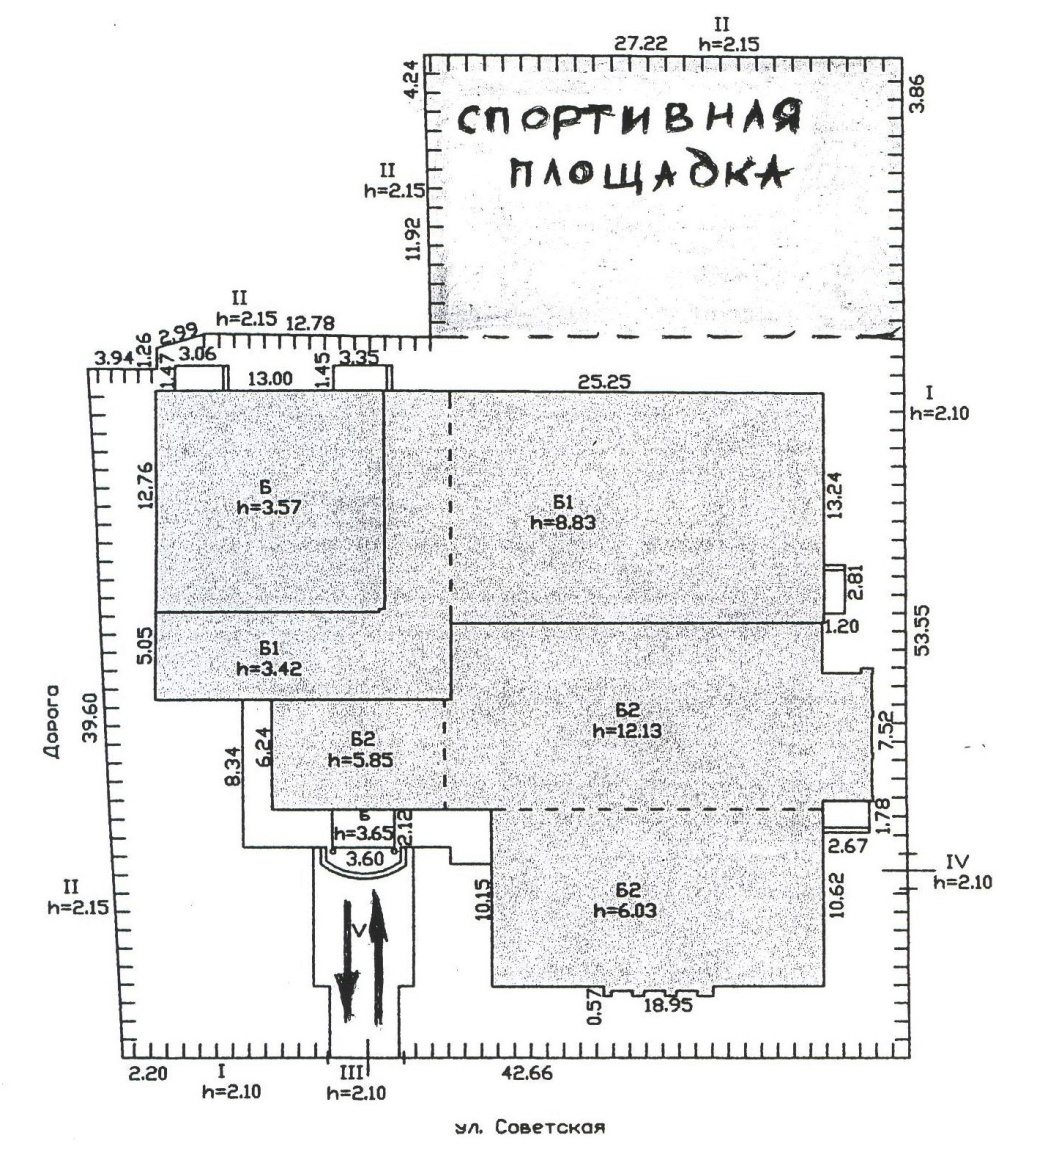 II
27.22 h=2.15
4.24
3.86
СПОРТИВНАЯ
ПЛОЩАДКА
II
h=2.15
11.92
II
h=2.15 12.78
2.99
1.26
3.94
1.47
3.06
1.45
3.35
13.00
25.25
I
h=2.10
12.76
Б
h=3.57
Б1
h=8.83
13.24
2.81
1.20
53.55
5.05
Б1
h=3.42
Дорога
39.60
8.34
6.24
Б2
h=5.85
Б2
h=12.13
7.52
Б
h=3.65
2.12
3.60
1.78
2.67
IV
h=2.10
II
h=2.15
V
10.15
Б2
h=6.03
10.62
0.57
18.95
2.20
I
h=2.10
III
h=2.10
42.66
ул. Советская